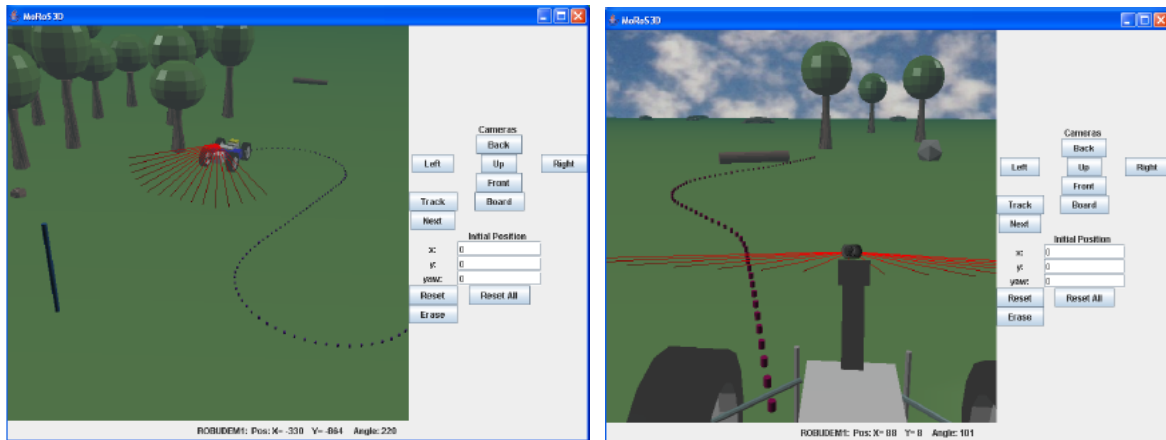 MoRoS3D
Cameras
Back
Left Up Right
Front
Track Board
Next
Initial Position
x: 0
y: 0
yaw: 0
Reset Reset All
Erase
ROBUDEM1: Pos: X= -330 Y= -864 Angle: 220
MoRoS3D
Cameras
Back
Left Up Right
Front
Track Board
Next
Initial Position
x: 0
y: 0
yaw: 0
Reset Reset All
Erase
ROBUDEM1: Pos: X= 88 Y= 8 Angle: 101